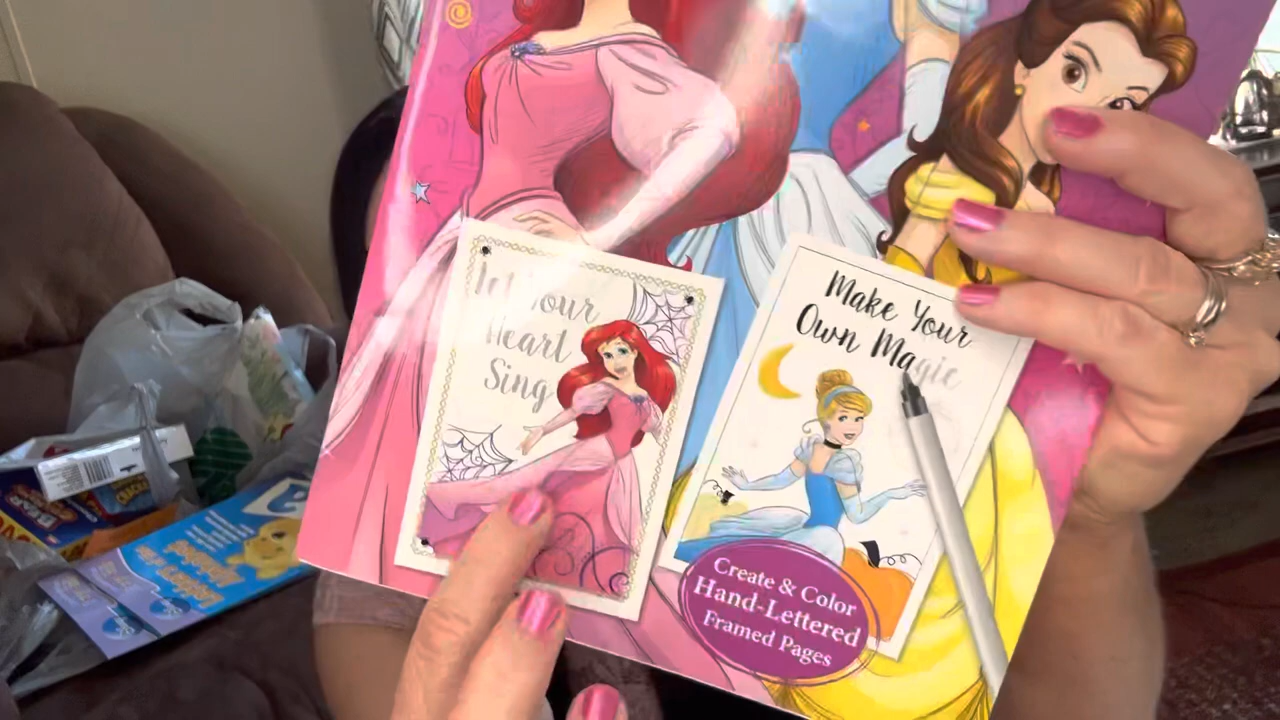 Let Your
Heart
Sing
Make Your
Own Magic
Create & Color
Hand-Lettered
Framed Pages